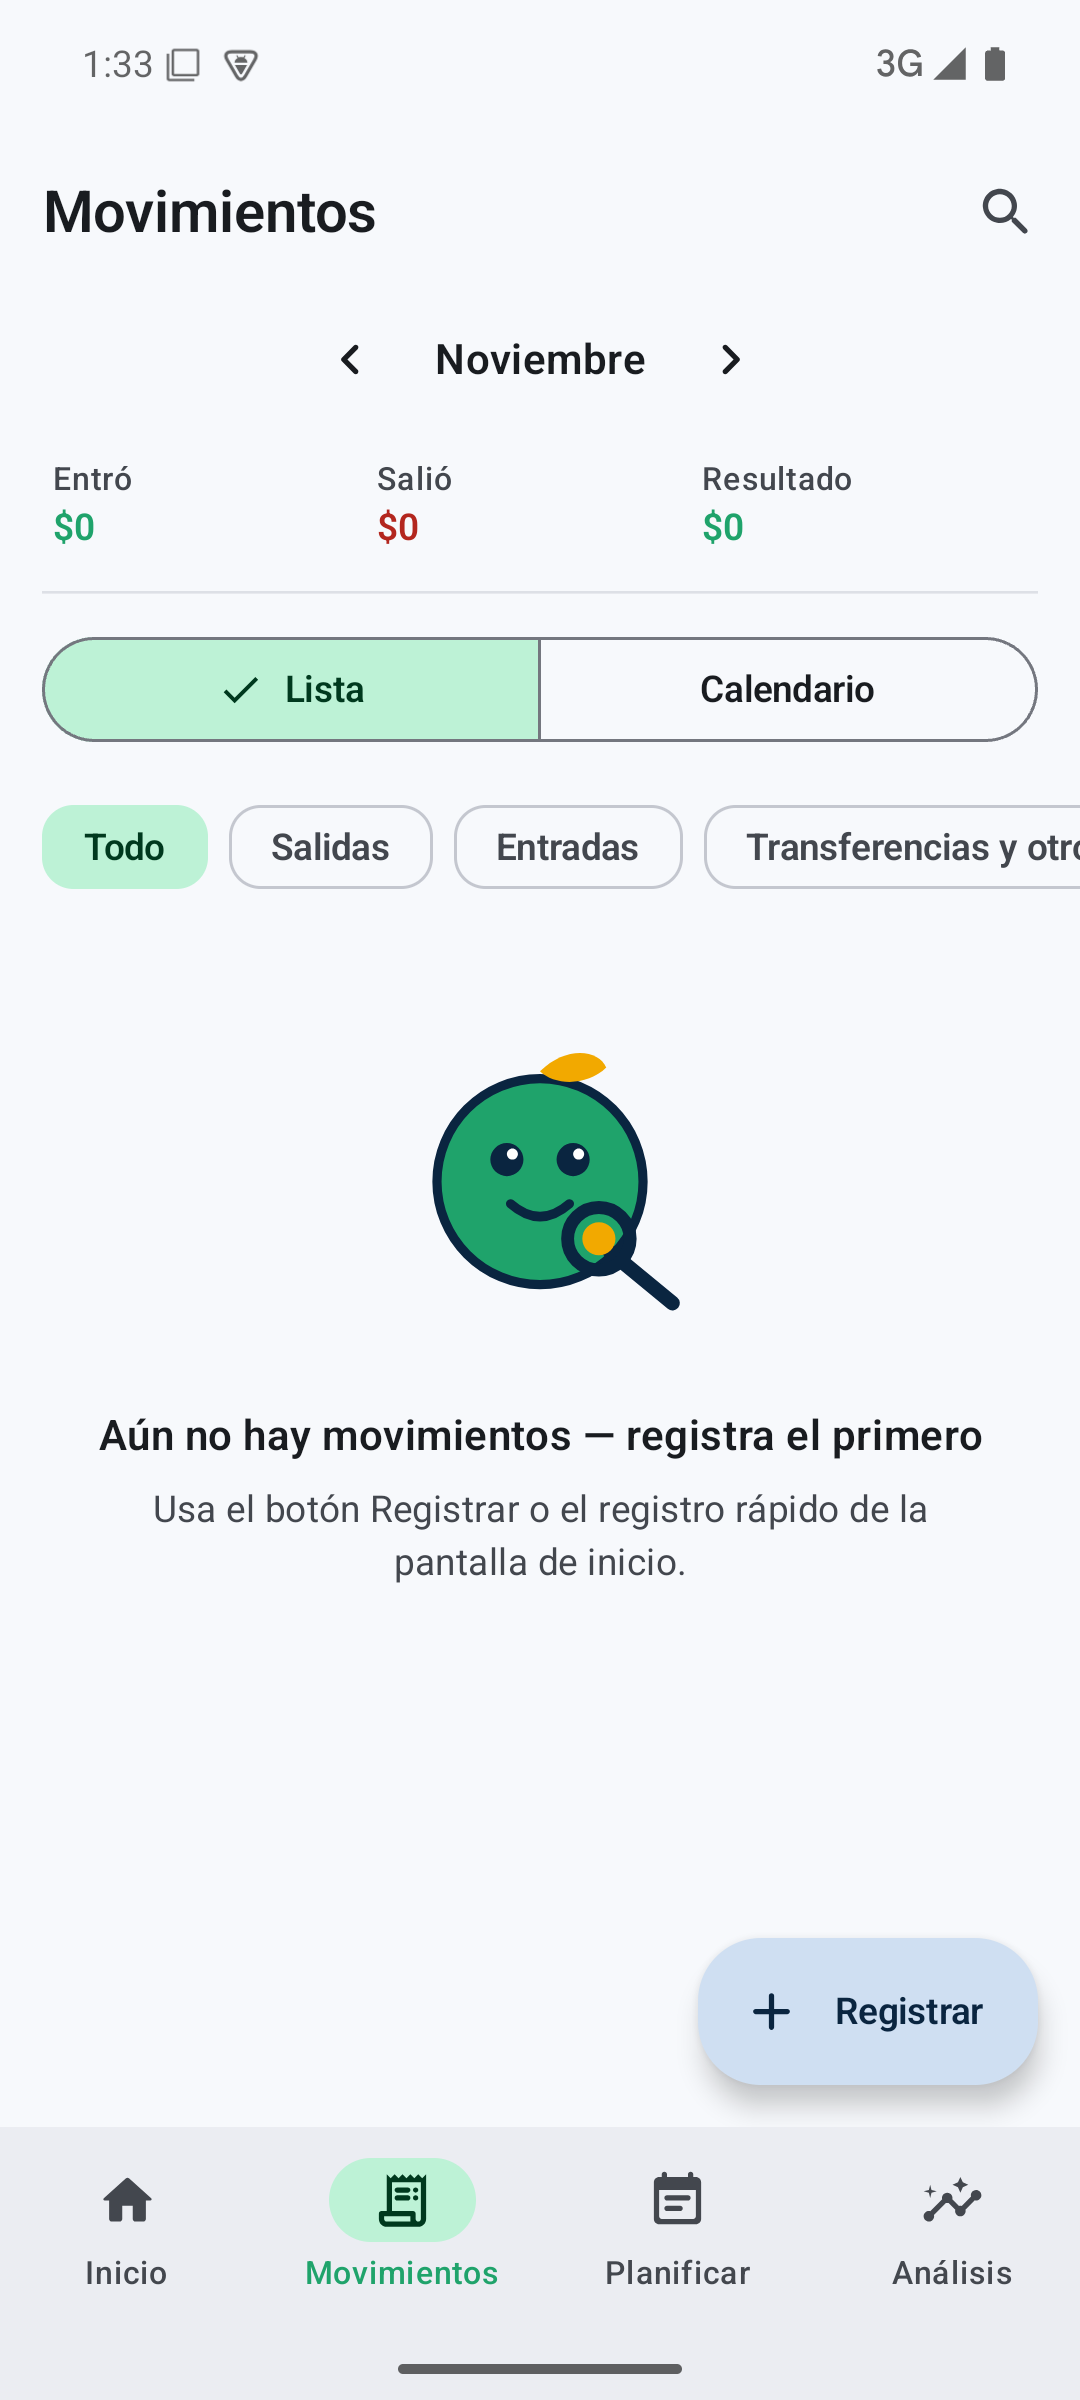 1:33
3G
Movimientos
Noviembre
Entró
Salió
Resultado
$0
$0
$0
Lista
Calendario
Todo
Salidas
Entradas
Transferencias y otro
Aún no hay movimientos — registra el primero
Usa el botón Registrar o el registro rápido de la
pantalla de inicio.
Registrar
Inicio
Movimientos
Planificar
Análisis